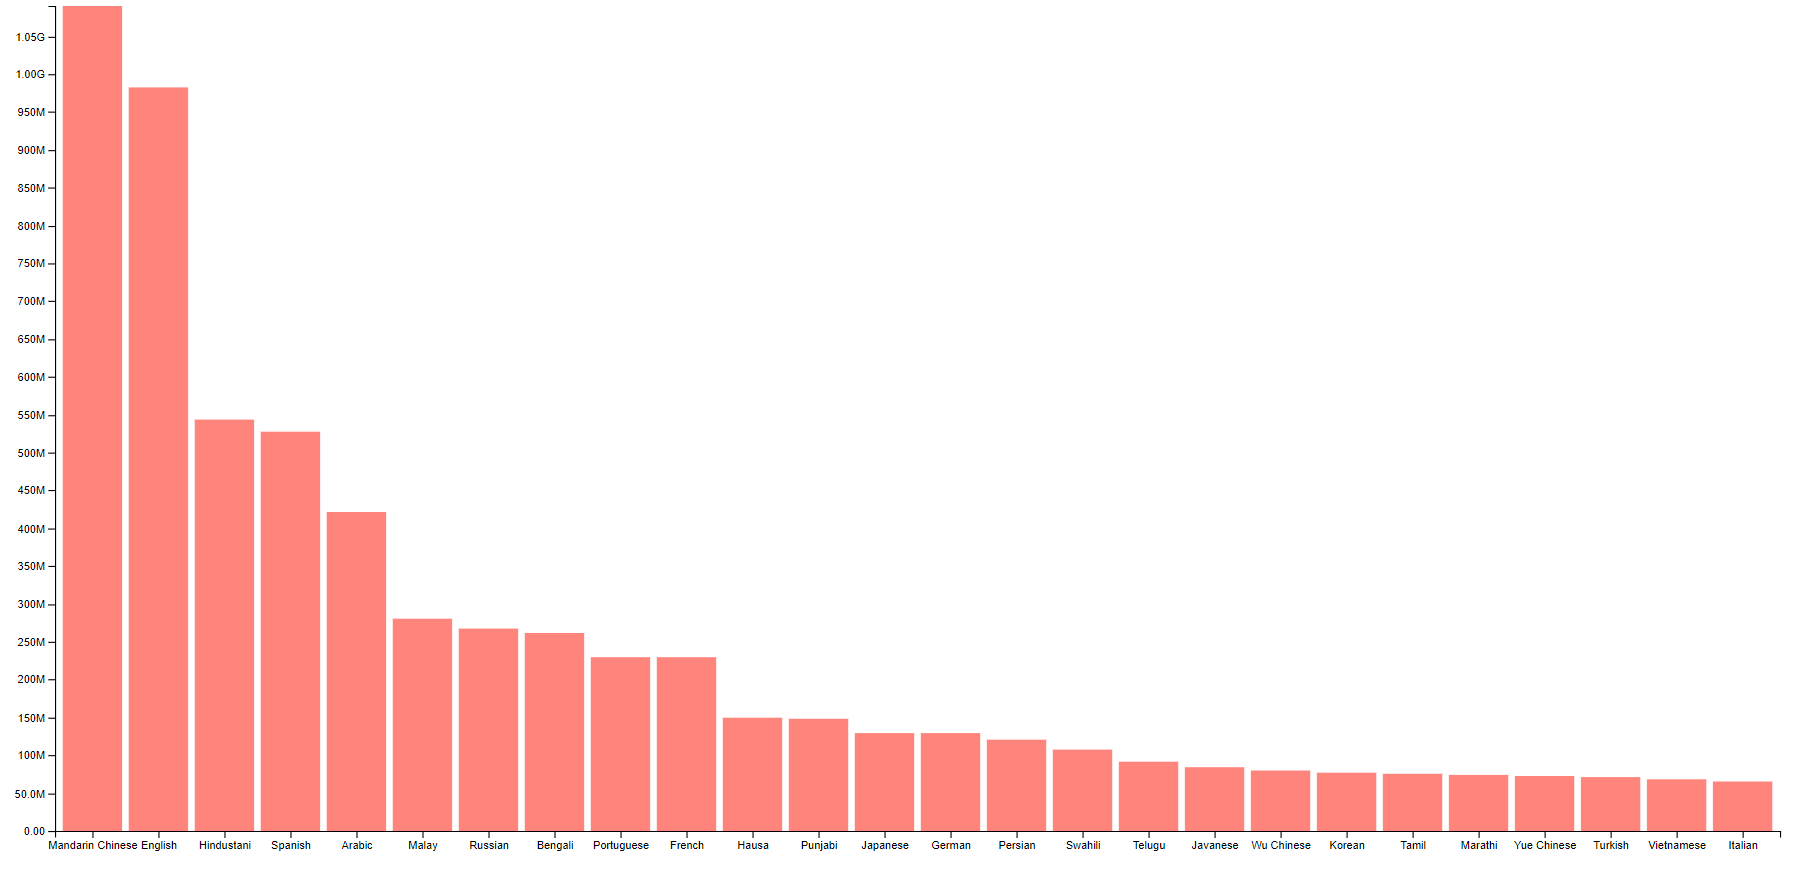 1.05G
1.00G
950M
900M
850M
800M
750M
700M
650M
600M
550M
500M
450M
400M
350M
300M
250M
200M
150M
100M
50.0M
0.00
Mandarin Chinese English Hindustani Spanish Arabic Malay Russian Bengali Portuguese French Hausa Punjabi Japanese German Persian Swahili Telugu Javanese Wu Chinese Korean Tamil Marathi Yue Chinese Turkish Vietnamese Italian